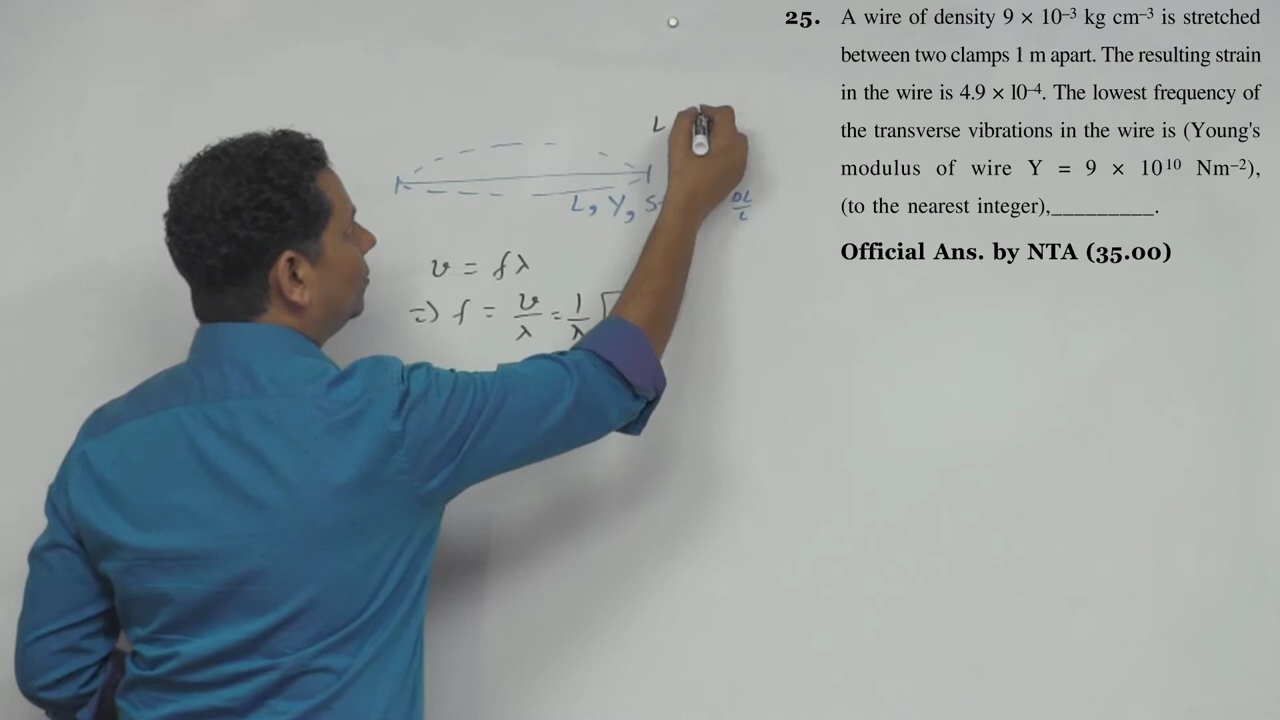 25. A wire of density 9 × 10⁻³ kg cm⁻³ is stretched
between two clamps 1 m apart. The resulting strain
in the wire is 4.9 × 10⁻⁴. The lowest frequency of
the transverse vibrations in the wire is (Young's
modulus of wire Y = 9 × 10¹⁰ Nm⁻²),
(to the nearest integer),_________.
Official Ans. by NTA (35.00)
L
L, Y, S
DL/L
v = fλ
=) f = v/λ = 1/λ √